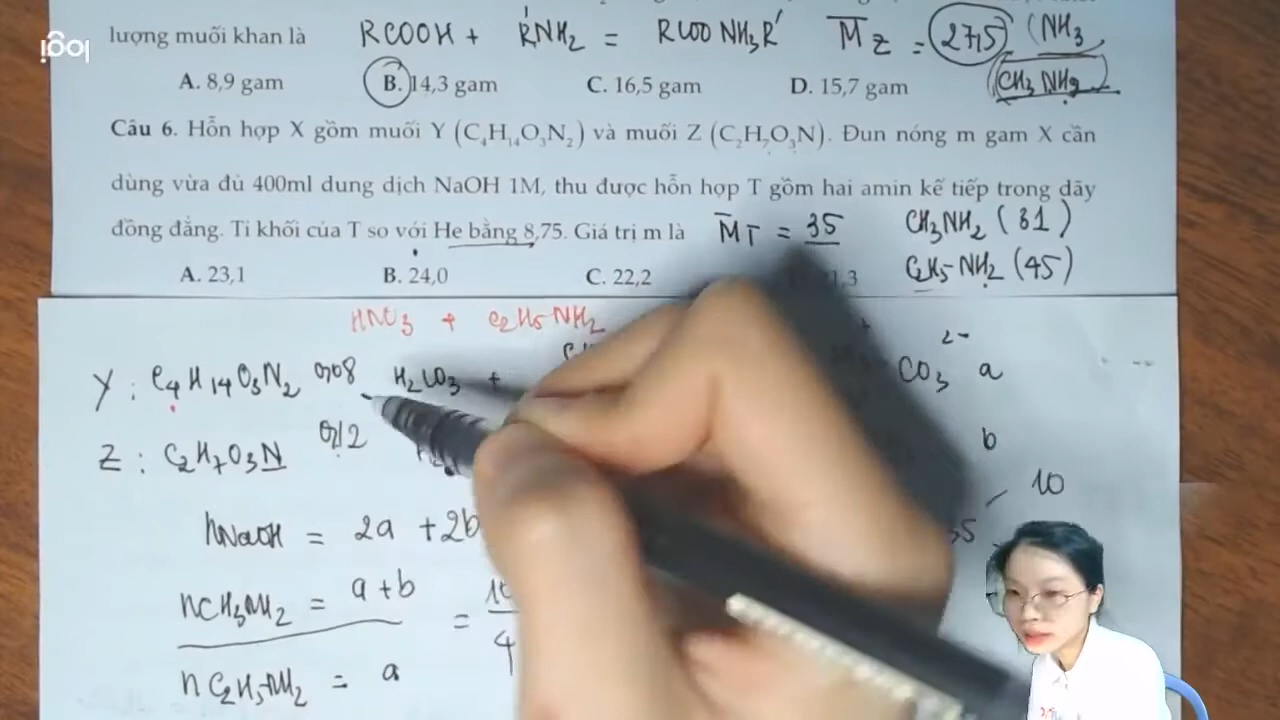 lượng muối khan là RCOOH + R'NH2 = RCOONH3R' M̅Z = 27,5 (NH3,
logi
A. 8,9 gam B. 14,3 gam C. 16,5 gam D. 15,7 gam CH3NH2
Câu 6. Hỗn hợp X gồm muối Y (C4H14O3N2) và muối Z (C2H7O3N). Đun nóng m gam X cần
dùng vừa đủ 400ml dung dịch NaOH 1M, thu được hỗn hợp T gồm hai amin kế tiếp trong dãy
đồng đẳng. Tỉ khối của T so với He bằng 8,75. Giá trị m là M̅T = 35 CH3NH2 (31)
A. 23,1 B. 24,0 C. 22,2 C2H5-NH2 (45)
HNO3 + C2H5NH2
Y : C4H14O3N2 0,08 H2CO3 + CO3 2- a
Z : C2H7O3N 0,12 b
10
nNaOH = 2a + 2b
nCH3NH2 = a + b =
nC2H5NH2 = a 4